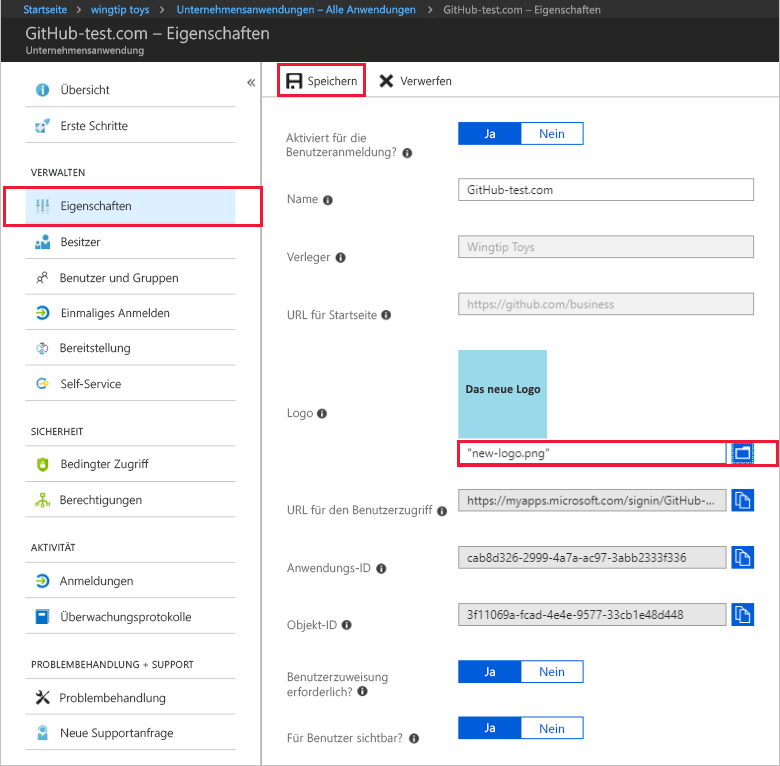 Startseite > wingtip toys > Unternehmensanwendungen – Alle Anwendungen > GitHub-test.com – Eigenschaften
GitHub-test.com – Eigenschaften
Unternehmensanwendung
«
Übersicht
Erste Schritte
VERWALTEN
Eigenschaften
Besitzer
Benutzer und Gruppen
Einmaliges Anmelden
Bereitstellung
Self-Service
SICHERHEIT
Bedingter Zugriff
Berechtigungen
AKTIVITÄT
Anmeldungen
Überwachungsprotokolle
PROBLEMBEHANDLUNG + SUPPORT
Problembehandlung
Neue Supportanfrage
Speichern Verwerfen
Aktiviert für die
Benutzeranmeldung?
Ja Nein
Name
GitHub-test.com
Verleger
Wingtip Toys
URL für Startseite
https://github.com/business
Logo
Das neue Logo
"new-logo.png"
URL für den Benutzerzugriff
https://myapps.microsoft.com/signin/GitHub-...
Anwendungs-ID
cab8d326-2999-4a7a-ac97-3abb2333f336
Objekt-ID
3f11069a-fcad-4e4e-9577-33cb1e48d448
Benutzerzuweisung
erforderlich?
Ja Nein
Für Benutzer sichtbar?
Ja Nein